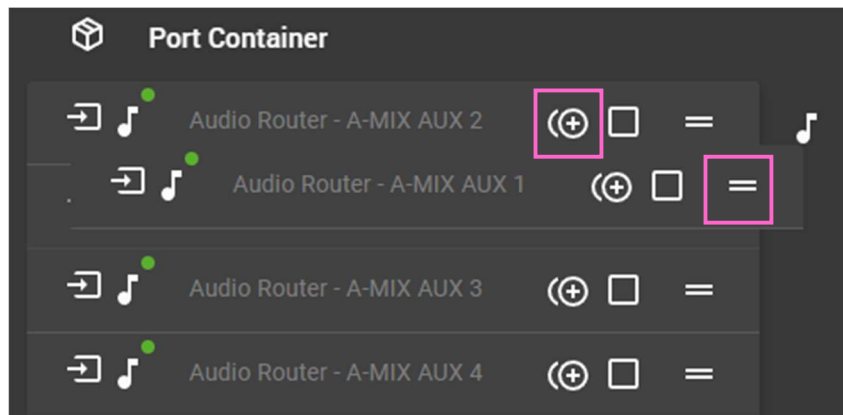 Port Container
Audio Router - A-MIX AUX 2
Audio Router - A-MIX AUX 1
Audio Router - A-MIX AUX 3
Audio Router - A-MIX AUX 4